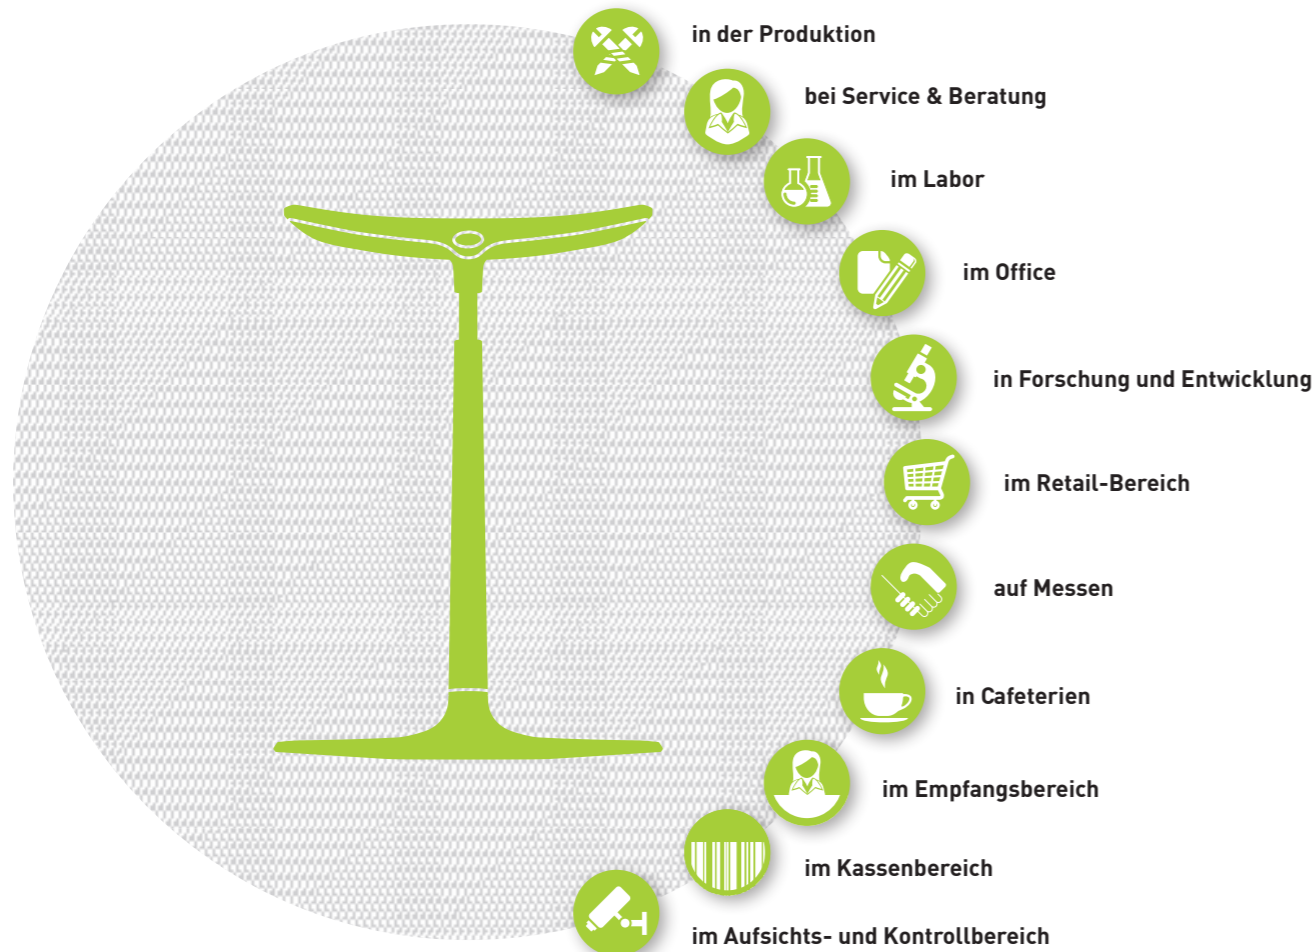 in der Produktion
bei Service & Beratung
im Labor
im Office
in Forschung und Entwicklung
im Retail-Bereich
auf Messen
in Cafeterien
im Empfangsbereich
im Kassenbereich
im Aufsichts- und Kontrollbereich